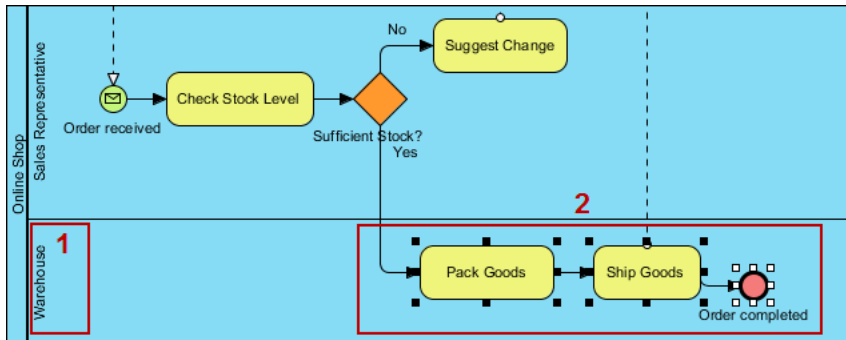 Online Shop
Sales Representative
No
Suggest Change
Check Stock Level
Order received
Sufficient Stock?
Yes
2
Warehouse
1
Pack Goods
Ship Goods
Order completed